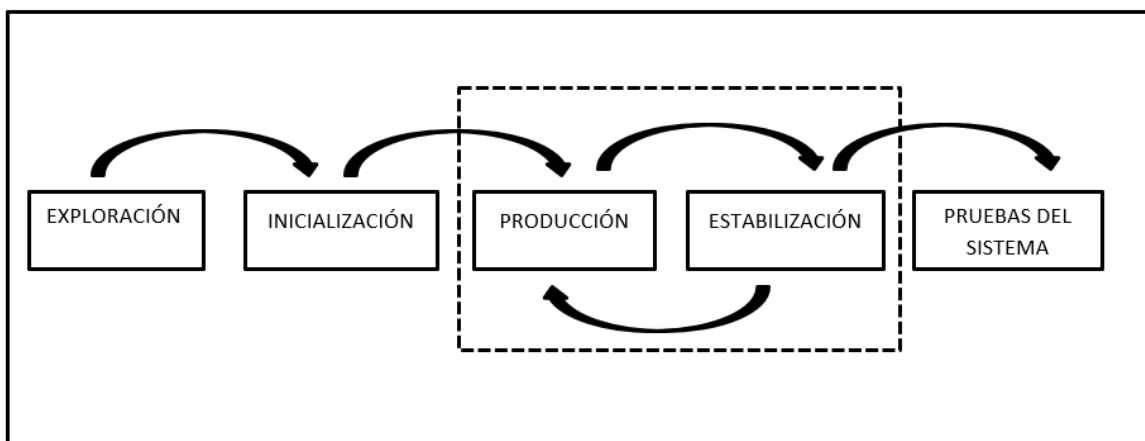 EXPLORACIÓN
INICIALIZACIÓN
PRODUCCIÓN
ESTABILIZACIÓN
PRUEBAS DEL
SISTEMA